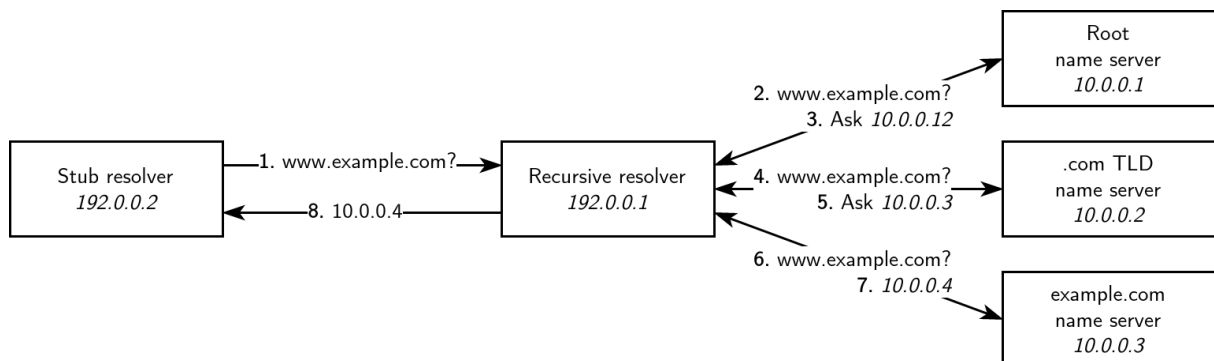 Stub resolver
192.0.0.2
1. www.example.com?
8. 10.0.0.4
Recursive resolver
192.0.0.1
2. www.example.com?
3. Ask 10.0.0.12
4. www.example.com?
5. Ask 10.0.0.3
6. www.example.com?
7. 10.0.0.4
Root
name server
10.0.0.1
.com TLD
name server
10.0.0.2
example.com
name server
10.0.0.3